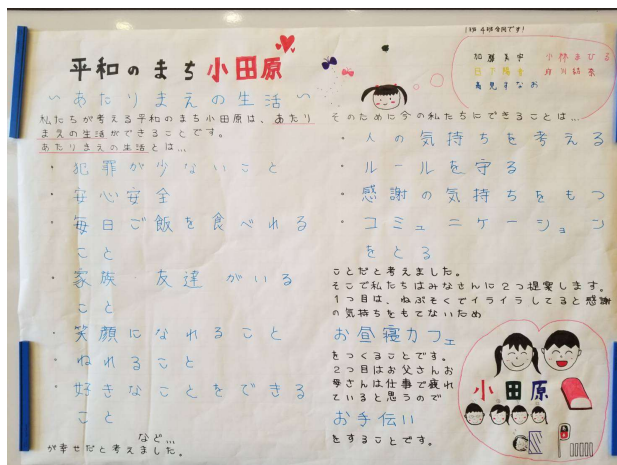 1班 4班合同です!
平和のまち小田原
〰あたりまえの生活〰
私たちが考える平和のまち小田原は、あたり
まえの生活ができることです。
あたりまえの生活とは…
・犯罪が少ないこと
・安心安全
・毎日ご飯を食べれる
こと
・家族・友達がいる
こと
・笑顔になれること
・ねれること
・好きなことをできる
こと
など…
が幸せだと考えました。
そのために今の私たちにできることは…
・人の気持ちを考える
・ルールを守る
・感謝の気持ちをもつ
・コミュニケーション
をとる
ことだと考えました。
そこで私たちはみなさんに2つ提案します。
1つ目は、ねぶそくでイライラしてると感謝
の気持ちをもてないため
お昼寝カフェ
をつくることです。
2つ目はお父さんお
母さんは仕事で疲れ
ていると思うので
お手伝い
をすることです。
小田原